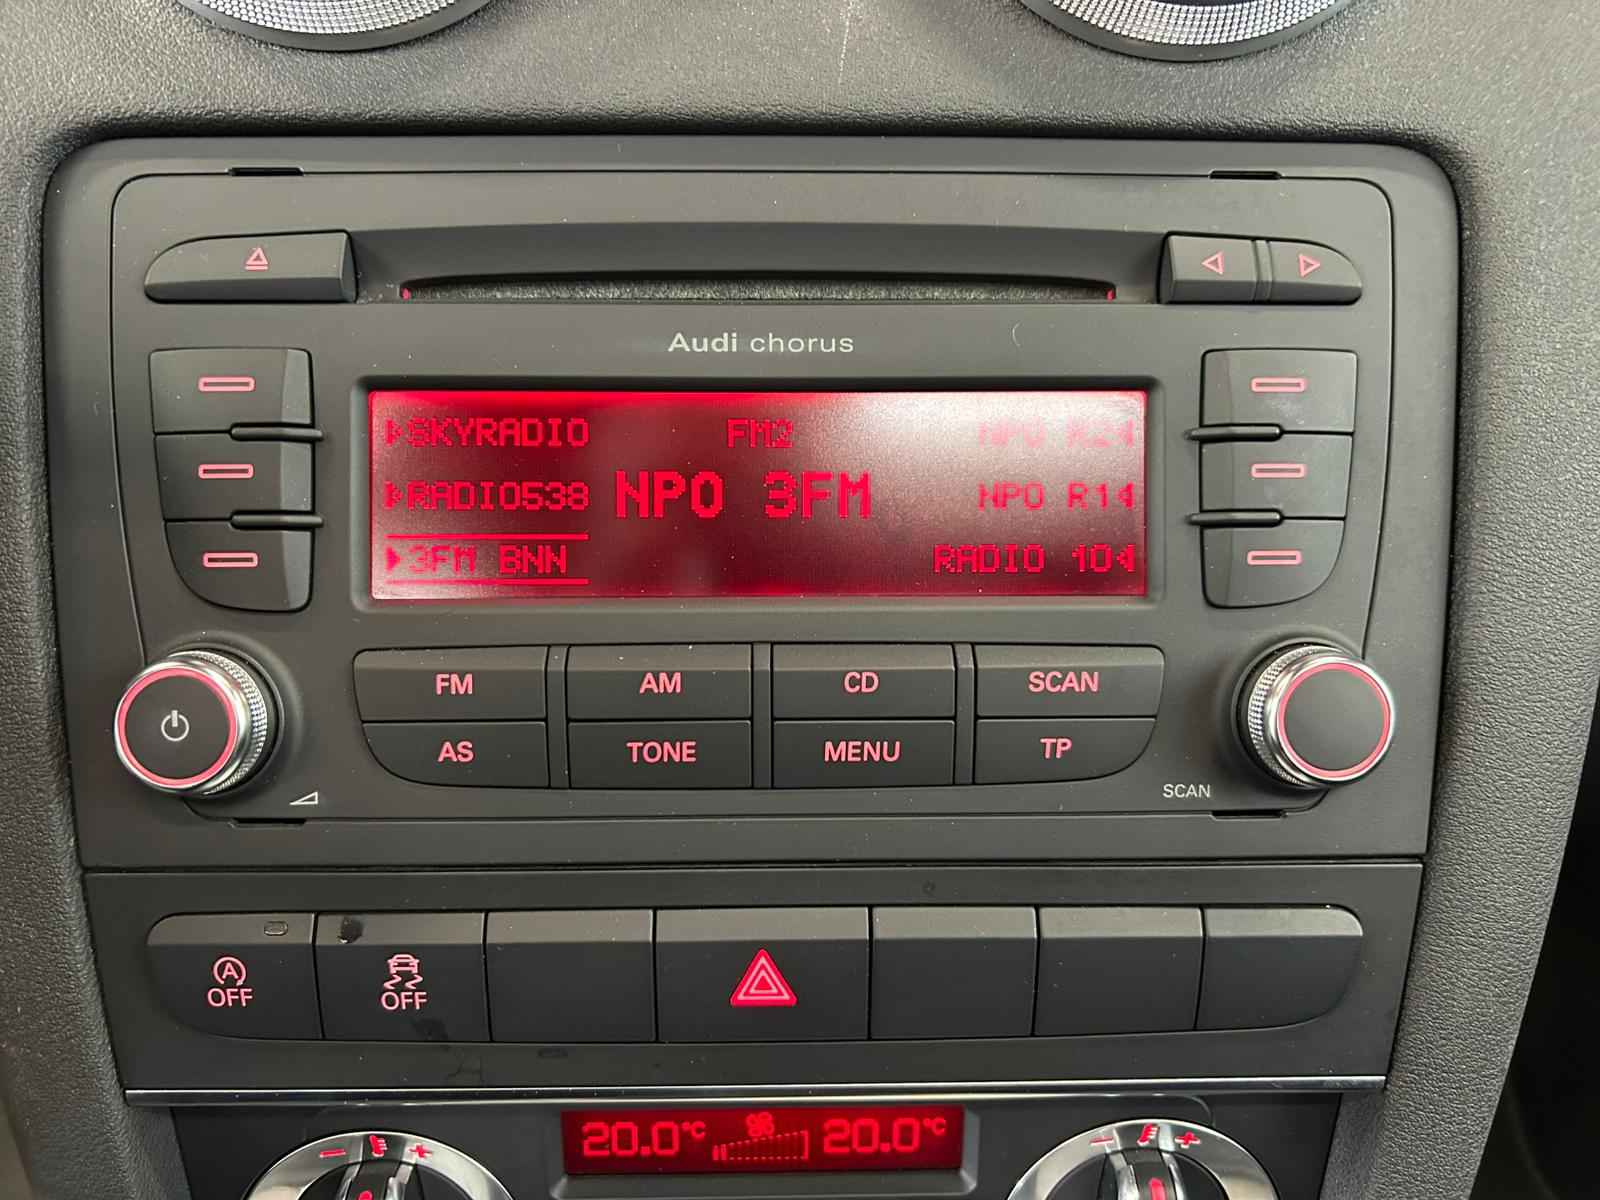 Audi chorus
SKYRADIO FM2 NPO R2
RADIO538 NPO 3FM NPO R1
3FM BNN RADIO 10
FM AM CD SCAN
AS TONE MENU TP
SCAN
A
OFF OFF
20.0°C 20.0°C